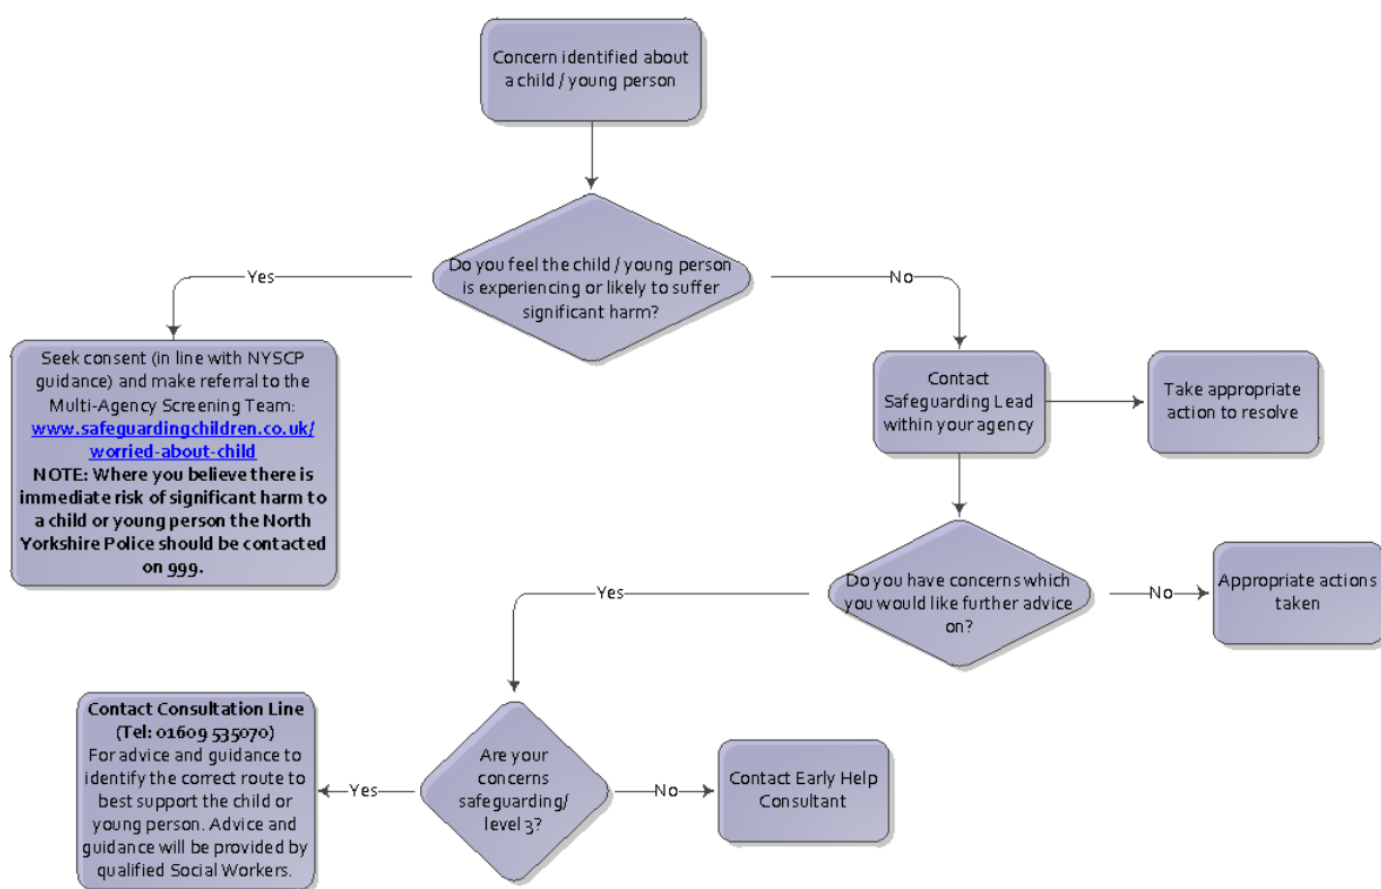 Concern identified about
a child / young person
Do you feel the child / young person
is experiencing or likely to suffer
significant harm?
Yes
No
Seek consent (in line with NYSCP
guidance) and make referral to the
Multi-Agency Screening Team:
www.safeguardingchildren.co.uk/
worried-about-child
NOTE: Where you believe there is
immediate risk of significant harm to
a child or young person the North
Yorkshire Police should be contacted
on 999.
Contact
Safeguarding Lead
within your agency
Take appropriate
action to resolve
Do you have concerns which
you would like further advice
on?
Yes
No
Appropriate actions
taken
Are your
concerns
safeguarding/
level 3?
Yes
No
Contact Consultation Line
(Tel: 01609 535070)
For advice and guidance to
identify the correct route to
best support the child or
young person. Advice and
guidance will be provided by
qualified Social Workers.
Contact Early Help
Consultant